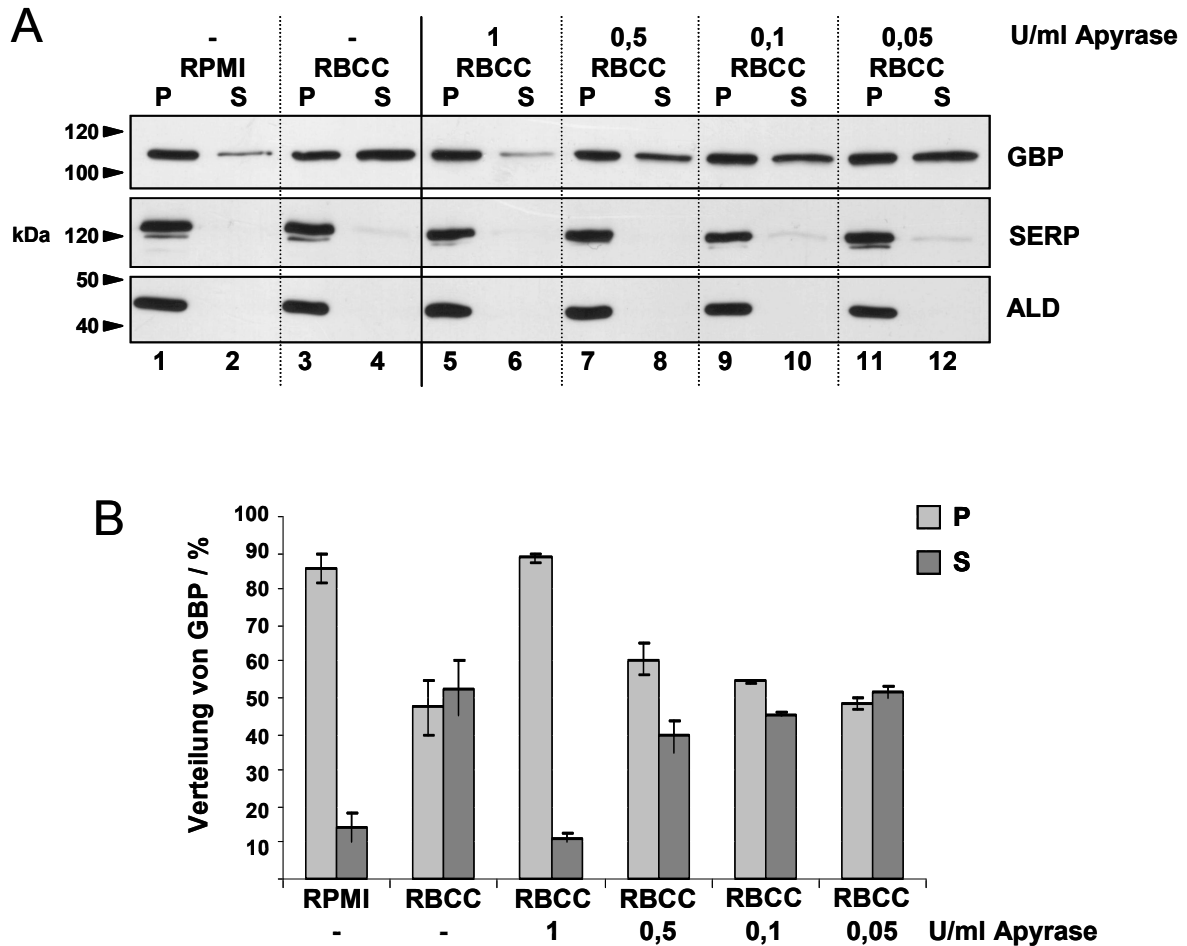 A
- - 1 0,5 0,1 0,05 U/ml Apyrase
RPMI RBCC RBCC RBCC RBCC RBCC
P S P S P S P S P S P S
120
100
GBP
kDa 120
SERP
50
40
ALD
1 2 3 4 5 6 7 8 9 10 11 12
B
Verteilung von GBP / %
100
90
80
70
60
50
40
30
20
10
P
S
RPMI RBCC RBCC RBCC RBCC RBCC
- - 1 0,5 0,1 0,05 U/ml Apyrase